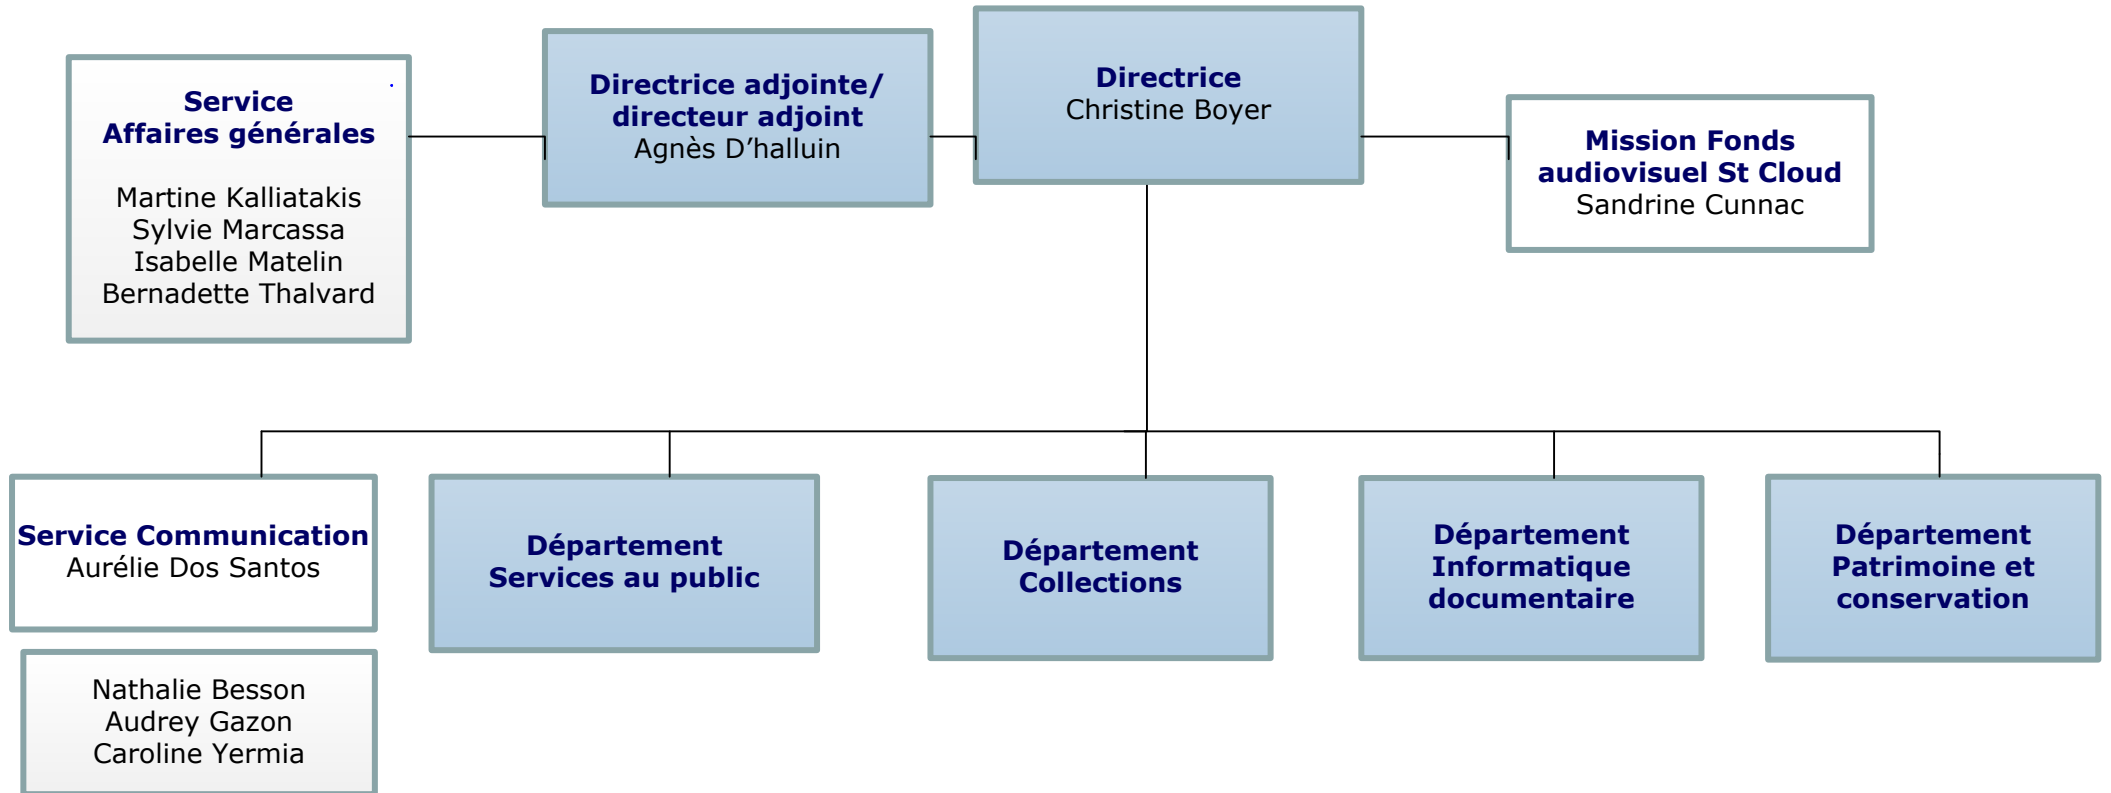 Service
Affaires générales
Martine Kalliatakis
Sylvie Marcassa
Isabelle Matelin
Bernadette Thalvard
Directrice adjointe/
directeur adjoint
Agnès D’halluin
Directrice
Christine Boyer
Mission Fonds
audiovisuel St Cloud
Sandrine Cunnac
Service Communication
Aurélie Dos Santos
Nathalie Besson
Audrey Gazon
Caroline Yermia
Département
Services au public
Département
Collections
Département
Informatique
documentaire
Département
Patrimoine et
conservation